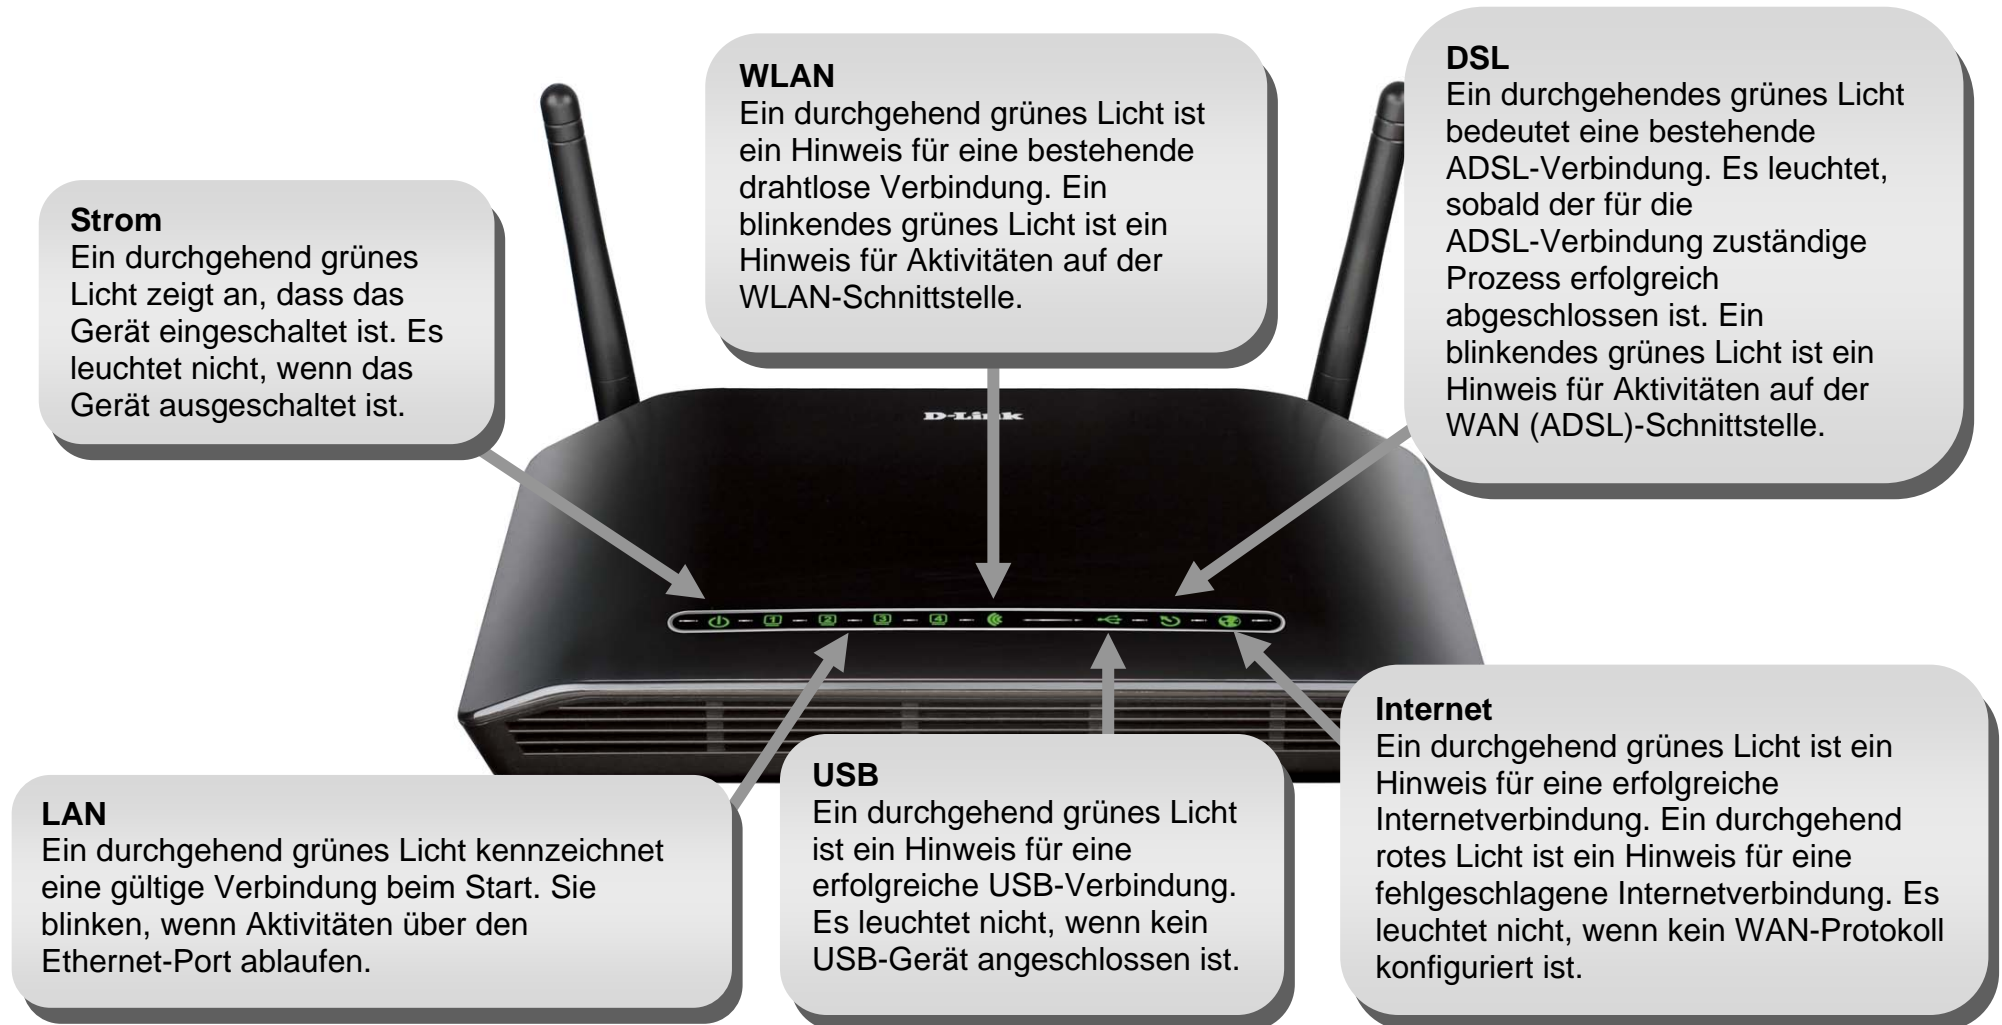 DSL
Ein durchgehendes grünes Licht
bedeutet eine bestehende
ADSL-Verbindung. Es leuchtet,
sobald der für die
ADSL-Verbindung zuständige
Prozess erfolgreich
abgeschlossen ist. Ein
blinkendes grünes Licht ist ein
Hinweis für Aktivitäten auf der
WAN (ADSL)-Schnittstelle.
WLAN
Ein durchgehend grünes Licht ist
ein Hinweis für eine bestehende
drahtlose Verbindung. Ein
blinkendes grünes Licht ist ein
Hinweis für Aktivitäten auf der
WLAN-Schnittstelle.
Strom
Ein durchgehend grünes
Licht zeigt an, dass das
Gerät eingeschaltet ist. Es
leuchtet nicht, wenn das
Gerät ausgeschaltet ist.
D-Link
1 2 3 4
LAN
Ein durchgehend grünes Licht kennzeichnet
eine gültige Verbindung beim Start. Sie
blinken, wenn Aktivitäten über den
Ethernet-Port ablaufen.
USB
Ein durchgehend grünes Licht
ist ein Hinweis für eine
erfolgreiche USB-Verbindung.
Es leuchtet nicht, wenn kein
USB-Gerät angeschlossen ist.
Internet
Ein durchgehend grünes Licht ist ein
Hinweis für eine erfolgreiche
Internetverbindung. Ein durchgehend
rotes Licht ist ein Hinweis für eine
fehlgeschlagene Internetverbindung. Es
leuchtet nicht, wenn kein WAN-Protokoll
konfiguriert ist.